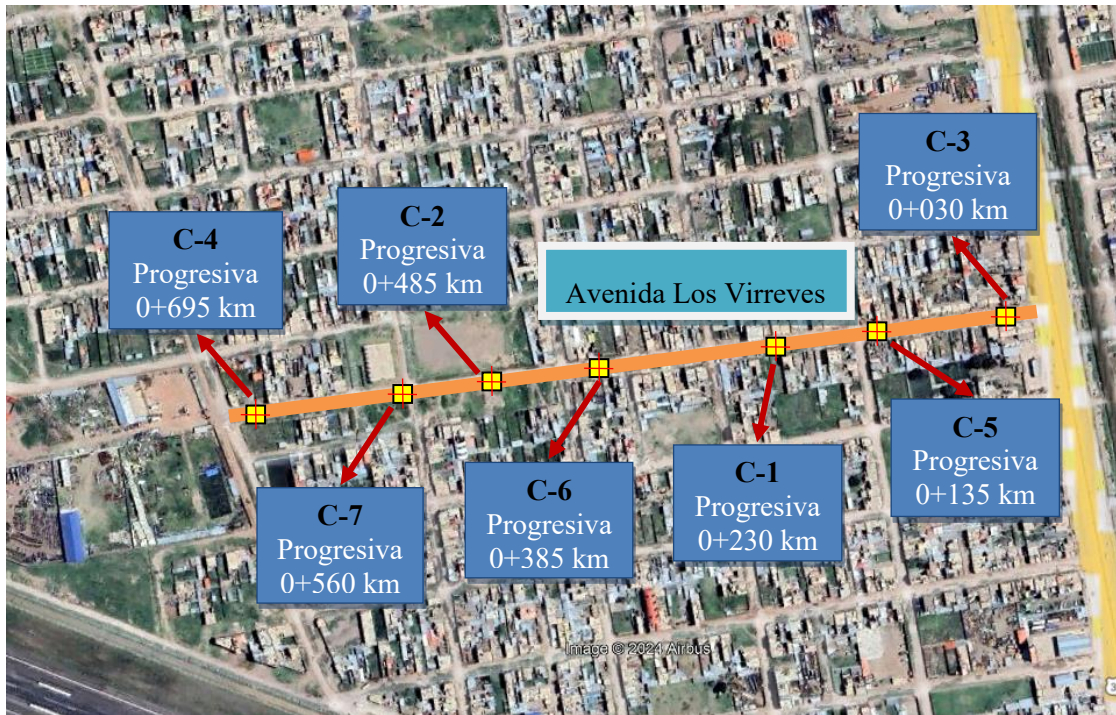 C-3
Progresiva
0+030 km
C-2
Progresiva
0+485 km
C-4
Progresiva
0+695 km
Avenida Los Virreves
C-5
Progresiva
0+135 km
C-1
Progresiva
0+230 km
C-6
Progresiva
0+385 km
C-7
Progresiva
0+560 km
Image © 2024 Airbus